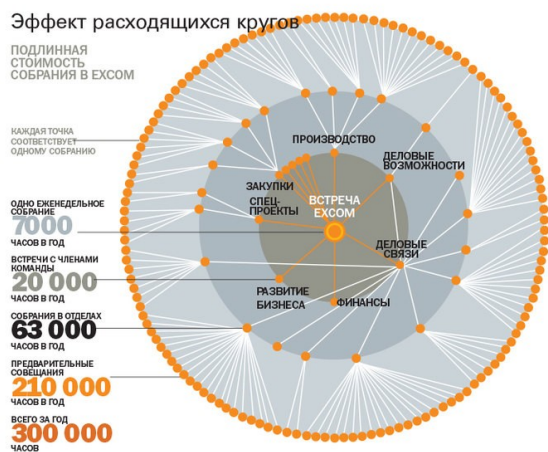 Эффект расходящихся кругов
ПОДЛИННАЯ
СТОИМОСТЬ
СОБРАНИЯ В EXCOM
КАЖДАЯ ТОЧКА
СООТВЕТСТВУЕТ
ОДНОМУ СОБРАНИЮ
ОДНО ЕЖЕНЕДЕЛЬНОЕ
СОБРАНИЕ
7000
ЧАСОВ В ГОД
ВСТРЕЧИ С ЧЛЕНАМИ
КОМАНДЫ
20 000
ЧАСОВ В ГОД
СОБРАНИЯ В ОТДЕЛАХ
63 000
ЧАСОВ В ГОД
ПРЕДВАРИТЕЛЬНЫЕ
СОВЕЩАНИЯ
210 000
ЧАСОВ В ГОД
ВСЕГО ЗА ГОД
300 000
ЧАСОВ
ПРОИЗВОДСТВО
ДЕЛОВЫЕ
ВОЗМОЖНОСТИ
ЗАКУПКИ
ВСТРЕЧА
EXCOM
СПЕЦ-
ПРОЕКТЫ
ДЕЛОВЫЕ
СВЯЗИ
РАЗВИТИЕ
БИЗНЕСА
ФИНАНСЫ